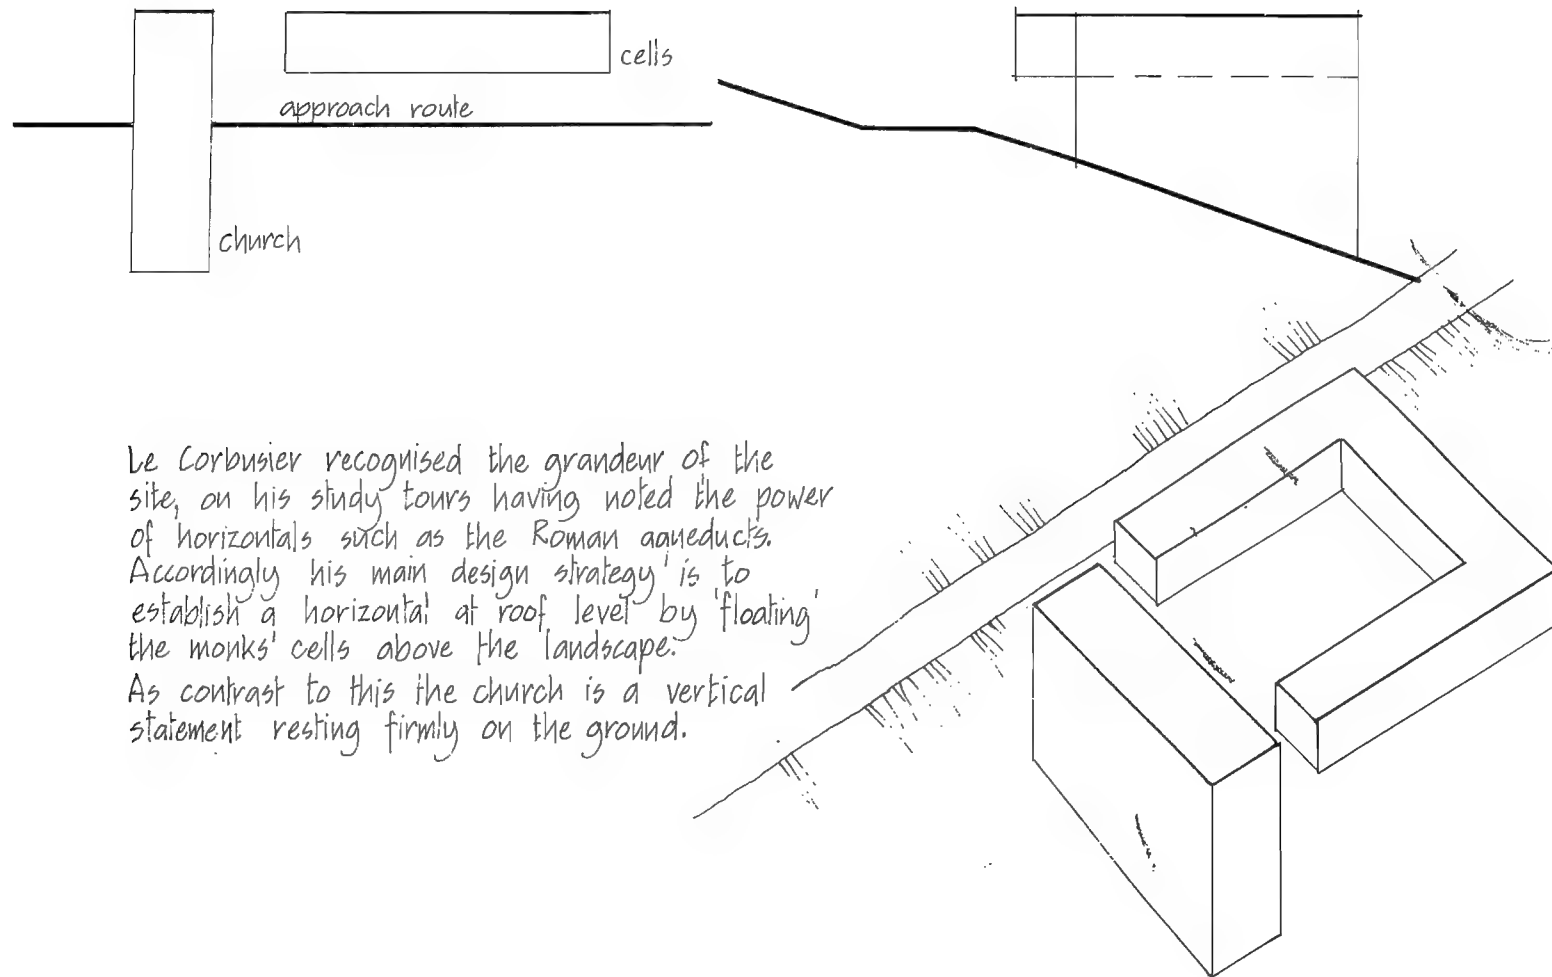 cells
approach route
church
Le Corbusier recognised the grandeur of the
site, on his study tours having noted the power
of horizontals such as the Roman aqueducts.
Accordingly his main design strategy is to
establish a horizontal at roof level by 'floating'
the monks' cells above the landscape.
As contrast to this the church is a vertical
statement resting firmly on the ground.